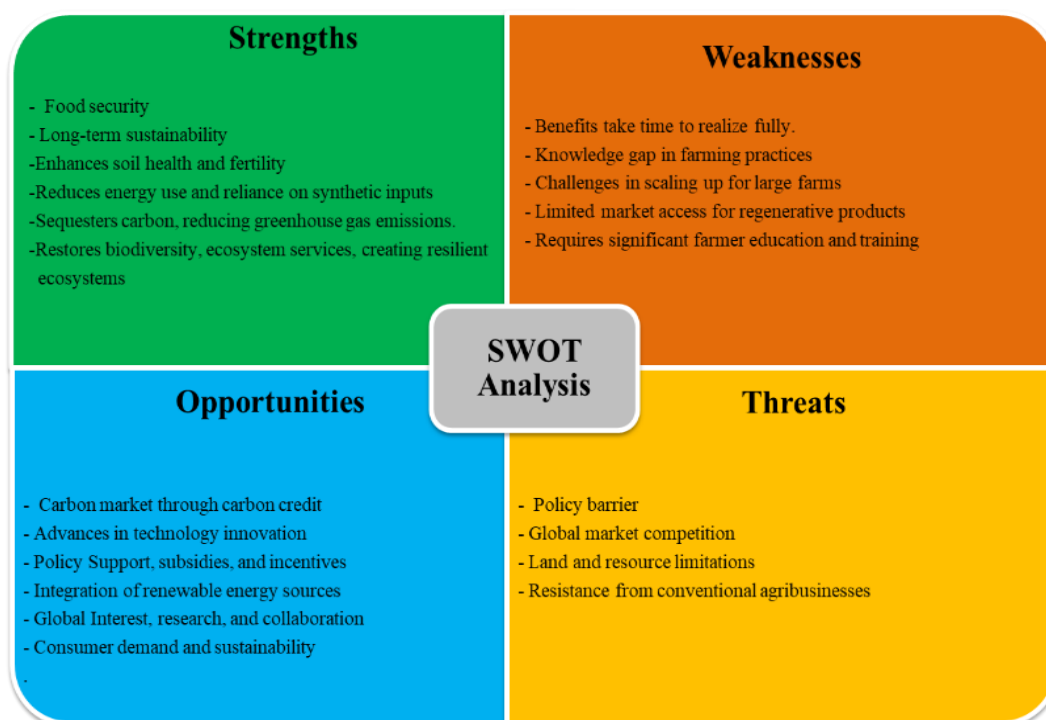 Strengths
- Food security
- Long-term sustainability
-Enhances soil health and fertility
-Reduces energy use and reliance on synthetic inputs
-Sequesters carbon, reducing greenhouse gas emissions.
-Restores biodiversity, ecosystem services, creating resilient
ecosystems
Weaknesses
- Benefits take time to realize fully.
- Knowledge gap in farming practices
- Challenges in scaling up for large farms
- Limited market access for regenerative products
- Requires significant farmer education and training
SWOT
Analysis
Opportunities
- Carbon market through carbon credit
- Advances in technology innovation
- Policy Support, subsidies, and incentives
- Integration of renewable energy sources
- Global Interest, research, and collaboration
- Consumer demand and sustainability
.
Threats
- Policy barrier
- Global market competition
- Land and resource limitations
- Resistance from conventional agribusinesses